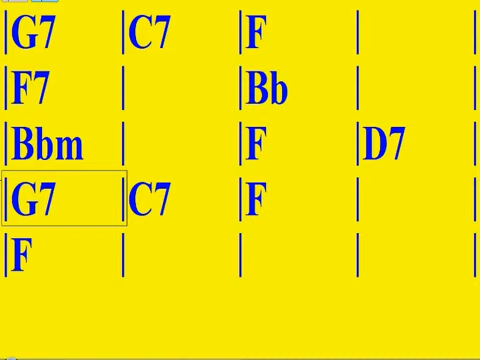 |G7 |C7 |F | |
|F7 | |Bb | |
|Bbm | |F |D7 |
|G7 |C7 |F | |
|F | | | |